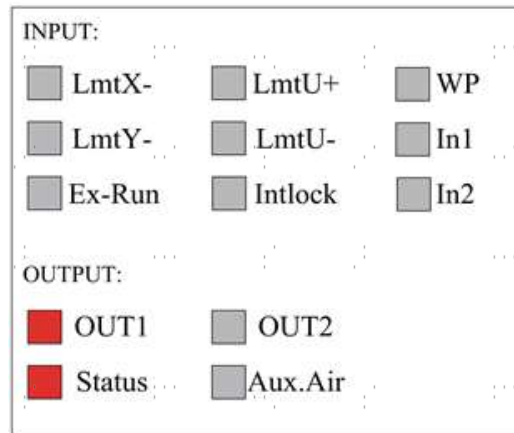 INPUT:
LmtX- LmtU+ WP
LmtY- LmtU- In1
Ex-Run Intlock In2
OUTPUT:
OUT1 OUT2
Status Aux.Air